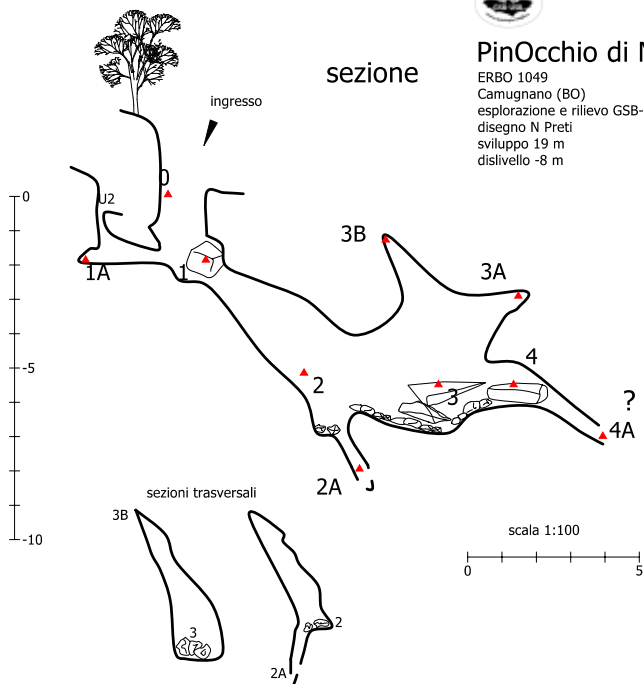 sezione
PinOcchio di
ERBO 1049
Camugnano (BO)
esplorazione e rilievo GSB-
disegno N Preti
sviluppo 19 m
dislivello -8 m
ingresso
0
U2
0
1A
1
3B
3A
-5
2
3
4
?
4A
2A
sezioni trasversali
3B
-10
scala 1:100
0
5
3
2
2A